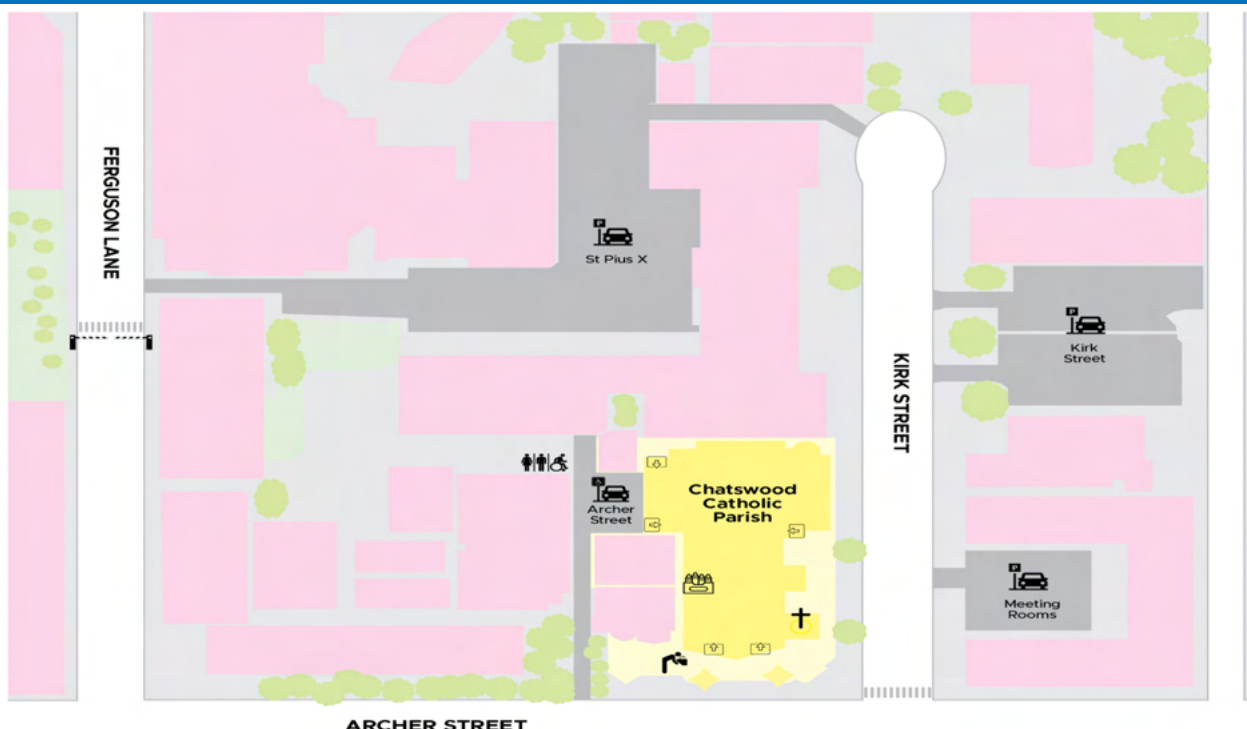 FERGUSON LANE
St Pius X
KIRK STREET
Kirk
Street
Archer
Street
Chatswood
Catholic
Parish
Meeting
Rooms
ARCHER STREET